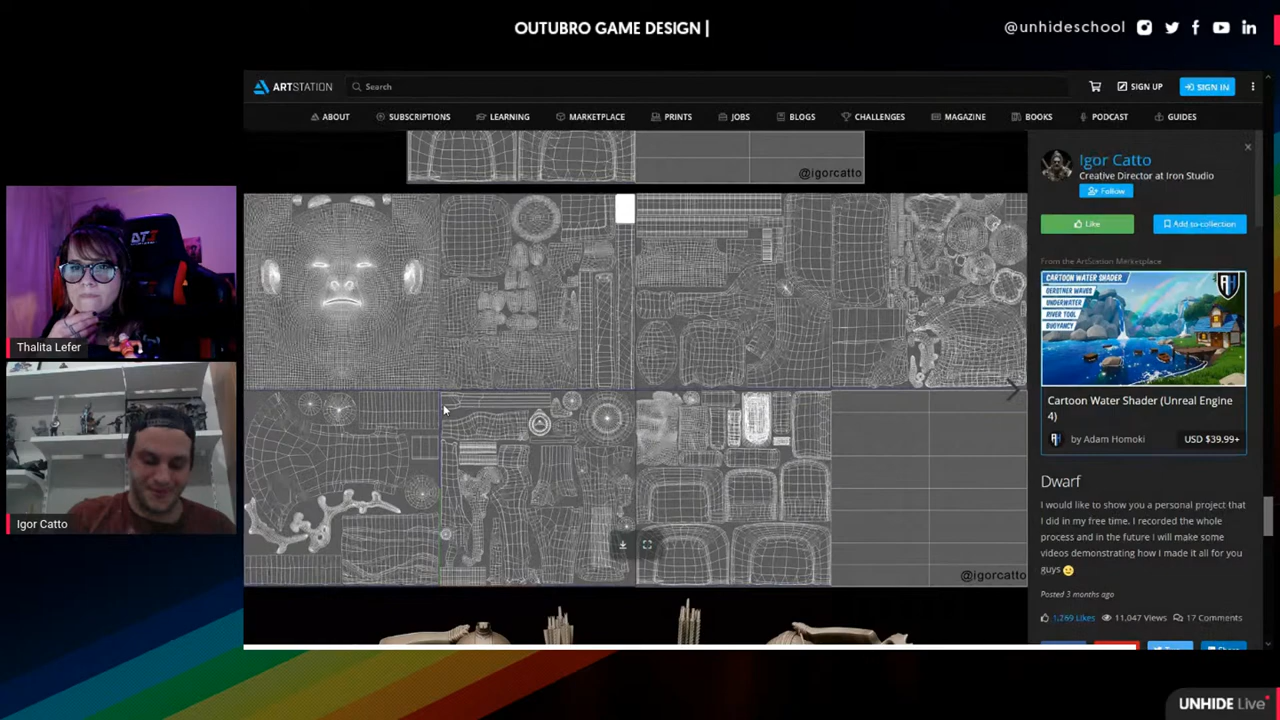 OUTUBRO GAME DESIGN |
@unhideschool
ARTSTATION
Search
SIGN UP
SIGN IN
ABOUT
SUBSCRIPTIONS
LEARNING
MARKETPLACE
PRINTS
JOBS
BLOGS
CHALLENGES
MAGAZINE
BOOKS
PODCAST
GUIDES
@igorcatto
Igor Catto
Creative Director at Iron Studio
Follow
Like
Add to collection
From the ArtStation Marketplace
CARTOON WATER SHADER
GERSTNER WAVES
UNDERWATER
RIVER TOOL
BUOYANCY
Cartoon Water Shader (Unreal Engine
4)
by Adam Homoki
USD $39.99+
Thalita Lefer
Igor Catto
@igorcatto
Dwarf
I would like to show you a personal project that
I did in my free time. I recorded the whole
process and in the future I will make some
videos demonstrating how I made it all for you
guys
Posted 3 months ago
1,769 Likes
11,047 Views
17 Comments
UNHIDE Live